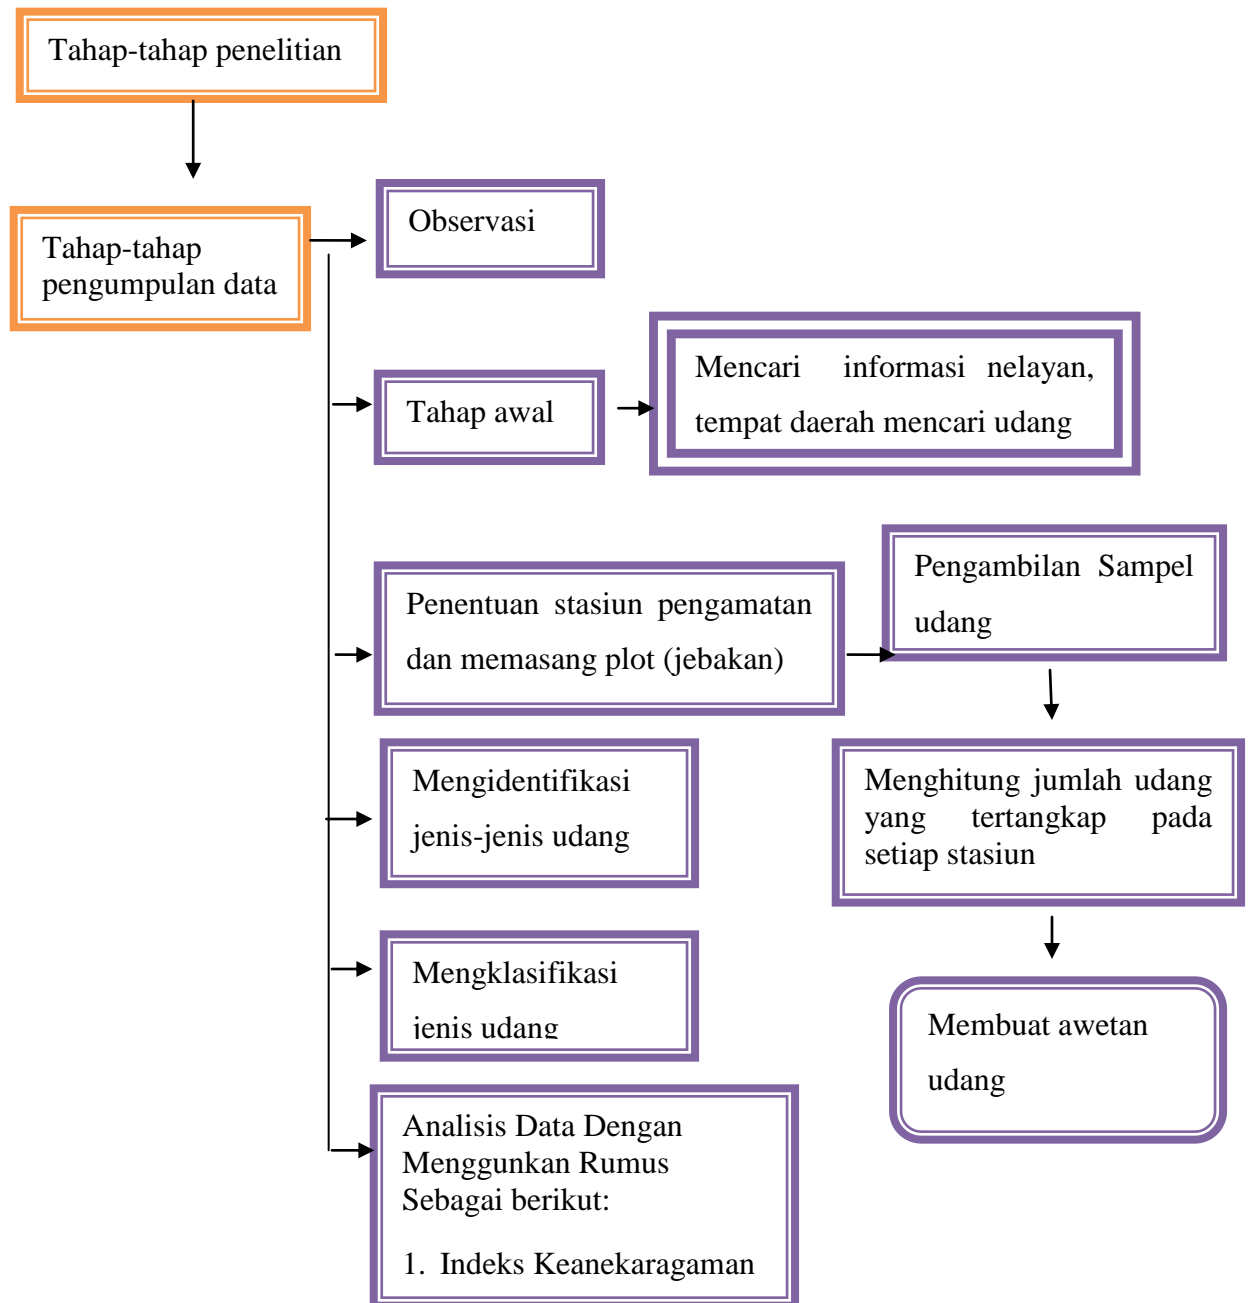 Tahap-tahap penelitian
Tahap-tahap
pengumpulan data
Observasi
Tahap awal
Mencari informasi nelayan,
tempat daerah mencari udang
Penentuan stasiun pengamatan
dan memasang plot (jebakan)
Pengambilan Sampel
udang
Menghitung jumlah udang
yang tertangkap pada
setiap stasiun
Membuat awetan
udang
Mengidentifikasi
jenis-jenis udang
Mengklasifikasi
jenis udang
Analisis Data Dengan
Menggunkan Rumus
Sebagai berikut:
1. Indeks Keanekaragaman